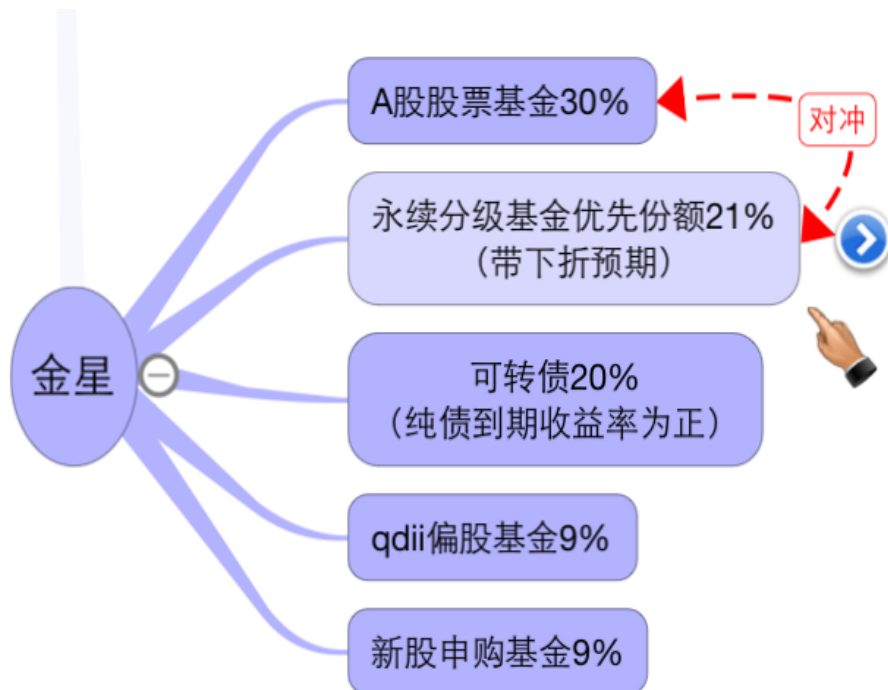 A股股票基金30%
对冲
永续分级基金优先份额21%
（带下折预期）
金星
可转债20%
（纯债到期收益率为正）
qdii偏股基金9%
新股申购基金9%